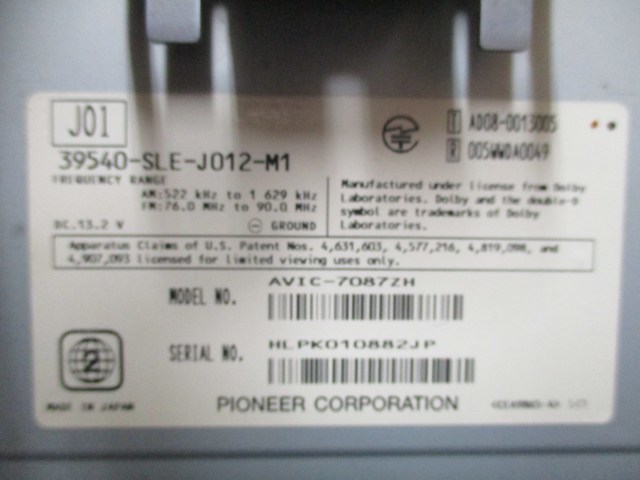 J01
39540-SLE-J012-M1
FREQUENCY RANGE
AM:522 kHz to 1 629 kHz
FM:76.0 MHz to 90.0 MHz
DC.13.2 V
GROUND
T AD08-0013005
R 005WWDA0049
Manufactured under license from Dolby
Laboratories. Dolby and the double-D
symbol are trademarks of Dolby
Laboratories.
Apparatus Claims of U.S. Patent Nos. 4,631,603, 4,577,216, 4,819,098, and
4,907,093 licensed for limited viewing uses only.
MODEL NO.
AVIC-7087ZH
SERIAL NO.
HLPK010882JP
2
MADE IN JAPAN
PIONEER CORPORATION